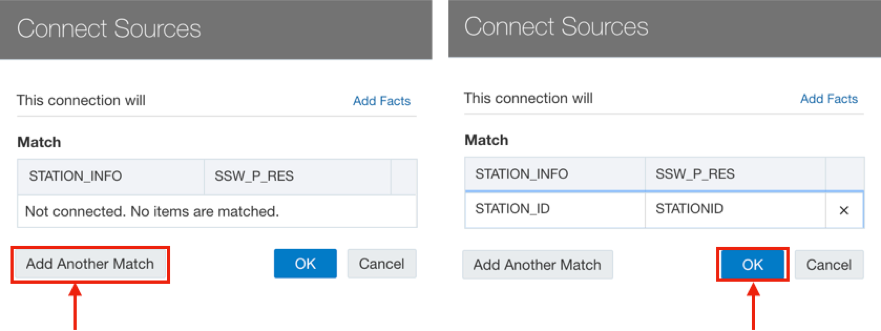 Connect Sources
This connection will Add Facts
Match
STATION_INFO SSW_P_RES
Not connected. No items are matched.
Add Another Match OK Cancel
Connect Sources
This connection will Add Facts
Match
STATION_INFO SSW_P_RES
STATION_ID STATIONID ×
Add Another Match OK Cancel